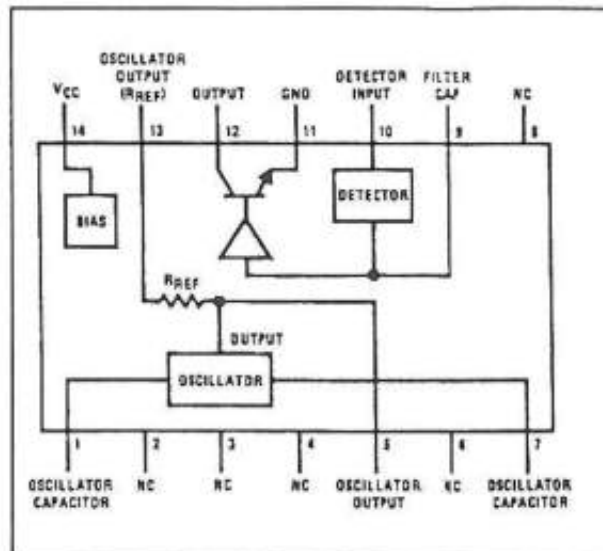 OSCILLATOR
OUTPUT
(RREF)
VCC
OUTPUT
GND
DETECTOR
INPUT
FILTER
CAP
NC
14
13
12
11
10
9
8
BIAS
DETECTOR
RREF
OUTPUT
OSCILLATOR
1
2
3
4
5
6
7
OSCILLATOR
CAPACITOR
NC
NC
NC
OSCILLATOR
OUTPUT
NC
OSCILLATOR
CAPACITOR